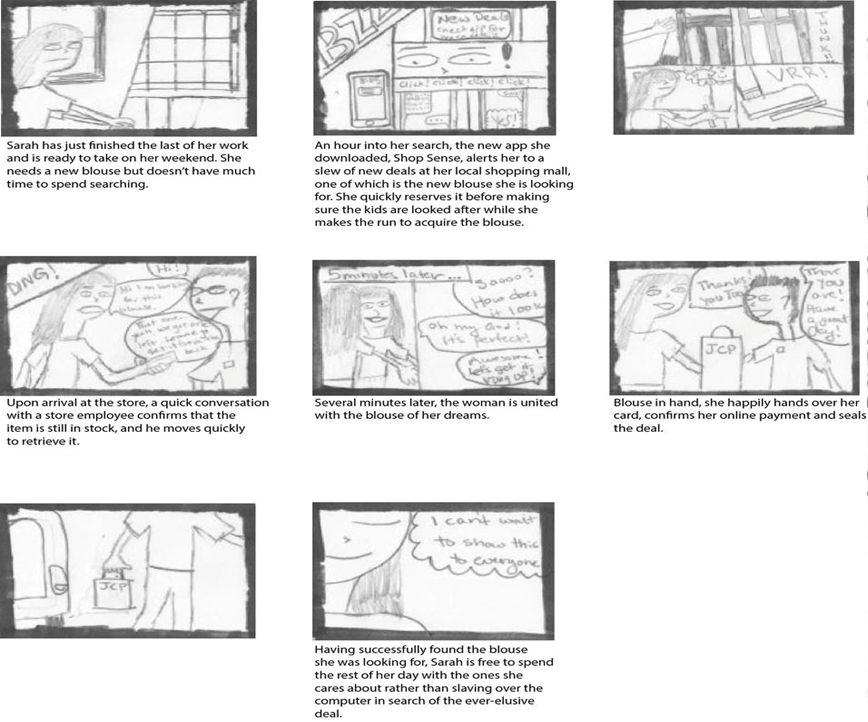 BZZ
New Deals
!
Click! Click! Click! Click!
YES!
THUNK!!
VRR!
Sarah has just finished the last of her work
and is ready to take on her weekend. She
needs a new blouse but doesn’t have much
time to spend searching.
An hour into her search, the new app she
downloaded, Shop Sense, alerts her to a
slew of new deals at her local shopping mall,
one of which is the new blouse she is looking
for. She quickly reserves it before making
sure the kids are looked after while she
makes the run to acquire the blouse.
DING!
Hi!
Hi I'm
for this
blouse
?
5 minutes later...
Soooo?
How does
it look
Oh my God!
It's perfect!
Awesome!
Let's get it
Thanks!
You Too!
There
You
are!
Have
a good
Day!
JCP
Upon arrival at the store, a quick conversation
with a store employee confirms that the
item is still in stock, and he moves quickly
to retrieve it.
Several minutes later, the woman is united
with the blouse of her dreams.
Blouse in hand, she happily hands over her
card, confirms her online payment and seals
the deal.
JCP
I can't wait
to show this
to everyone
Having successfully found the blouse
she was looking for, Sarah is free to spend
the rest of her day with the ones she
cares about rather than slaving over the
computer in search of the ever-elusive
deal.